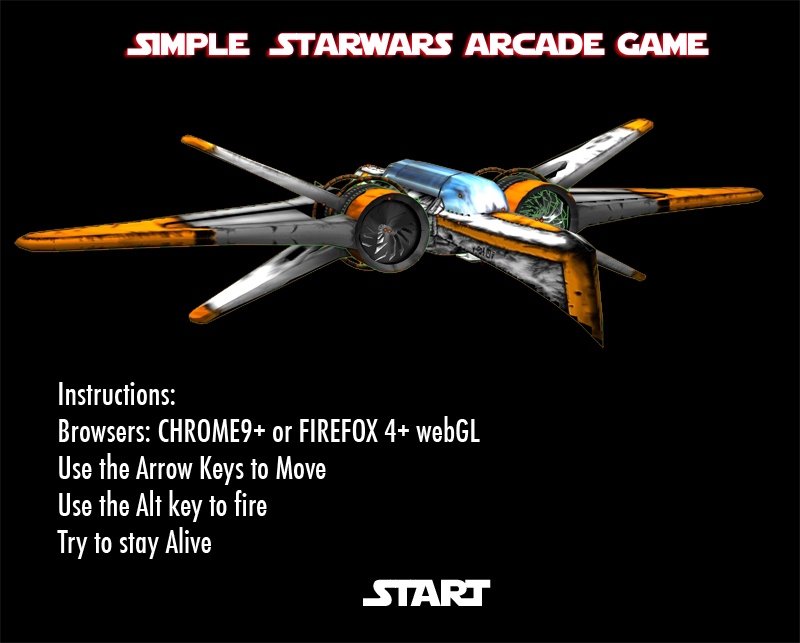 Simple Starwars arcade game
Instructions:
Browsers: CHROME9+ or FIREFOX 4+ webGL
Use the Arrow Keys to Move
Use the Alt key to fire
Try to stay Alive
START